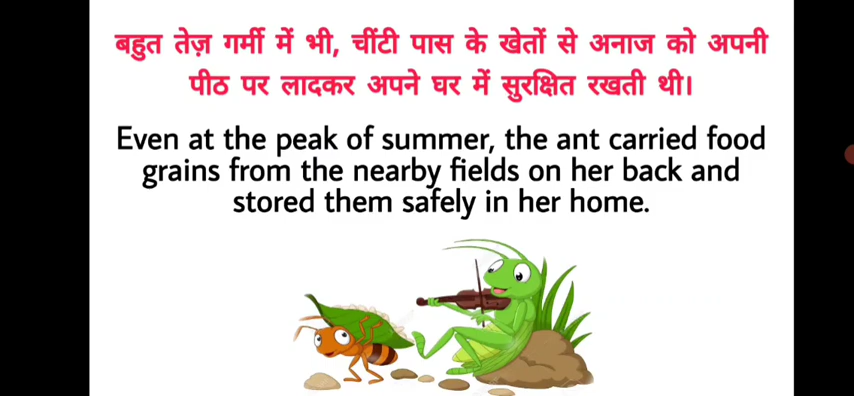 बहुत तेज़ गर्मी में भी, चींटी पास के खेतों से अनाज को अपनी
पीठ पर लादकर अपने घर में सुरक्षित रखती थी।
Even at the peak of summer, the ant carried food
grains from the nearby fields on her back and
stored them safely in her home.